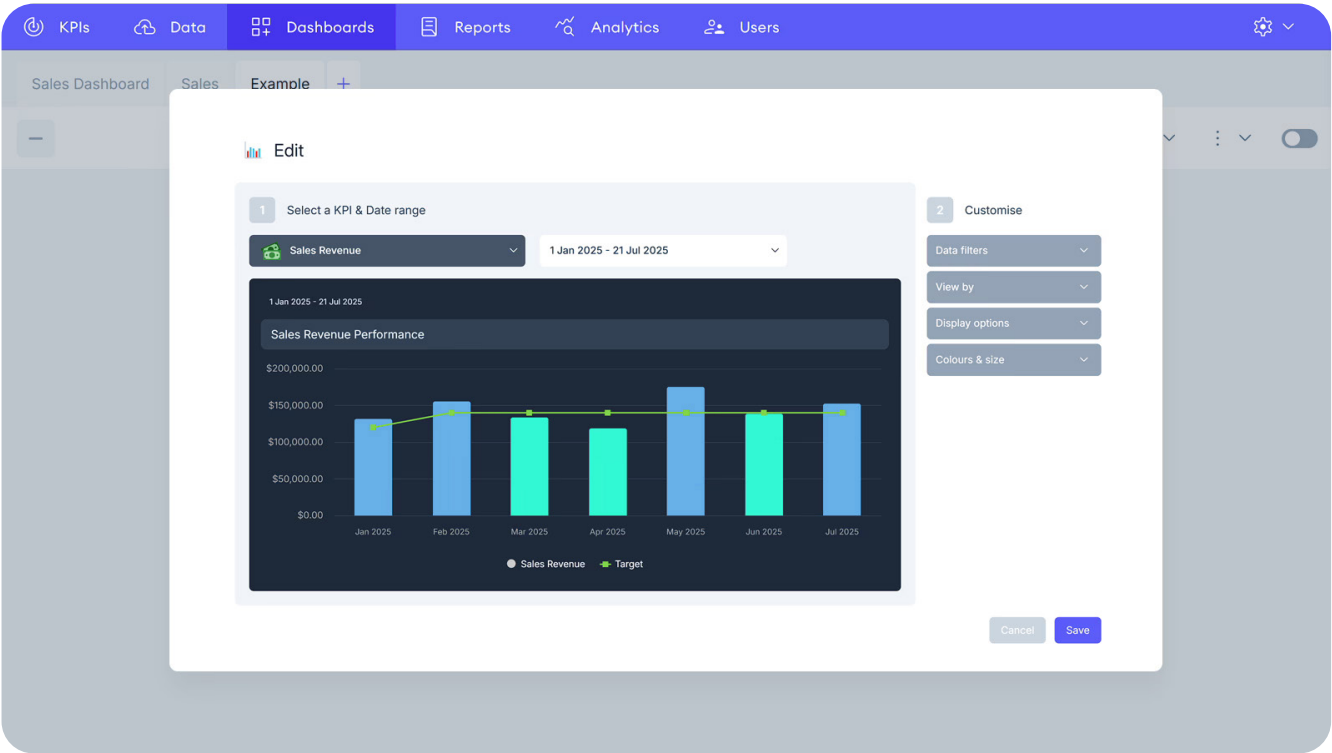 KPIs Data Dashboards Reports Analytics Users
Sales Dashboard Sales Example +
Edit
1 Select a KPI & Date range
2 Customise
Sales Revenue 1 Jan 2025 - 21 Jul 2025
Data filters
View by
Display options
Colours & size
1 Jan 2025 - 21 Jul 2025
Sales Revenue Performance
$200,000.00
$150,000.00
$100,000.00
$50,000.00
$0.00
Jan 2025 Feb 2025 Mar 2025 Apr 2025 May 2025 Jun 2025 Jul 2025
Sales Revenue Target
Cancel Save